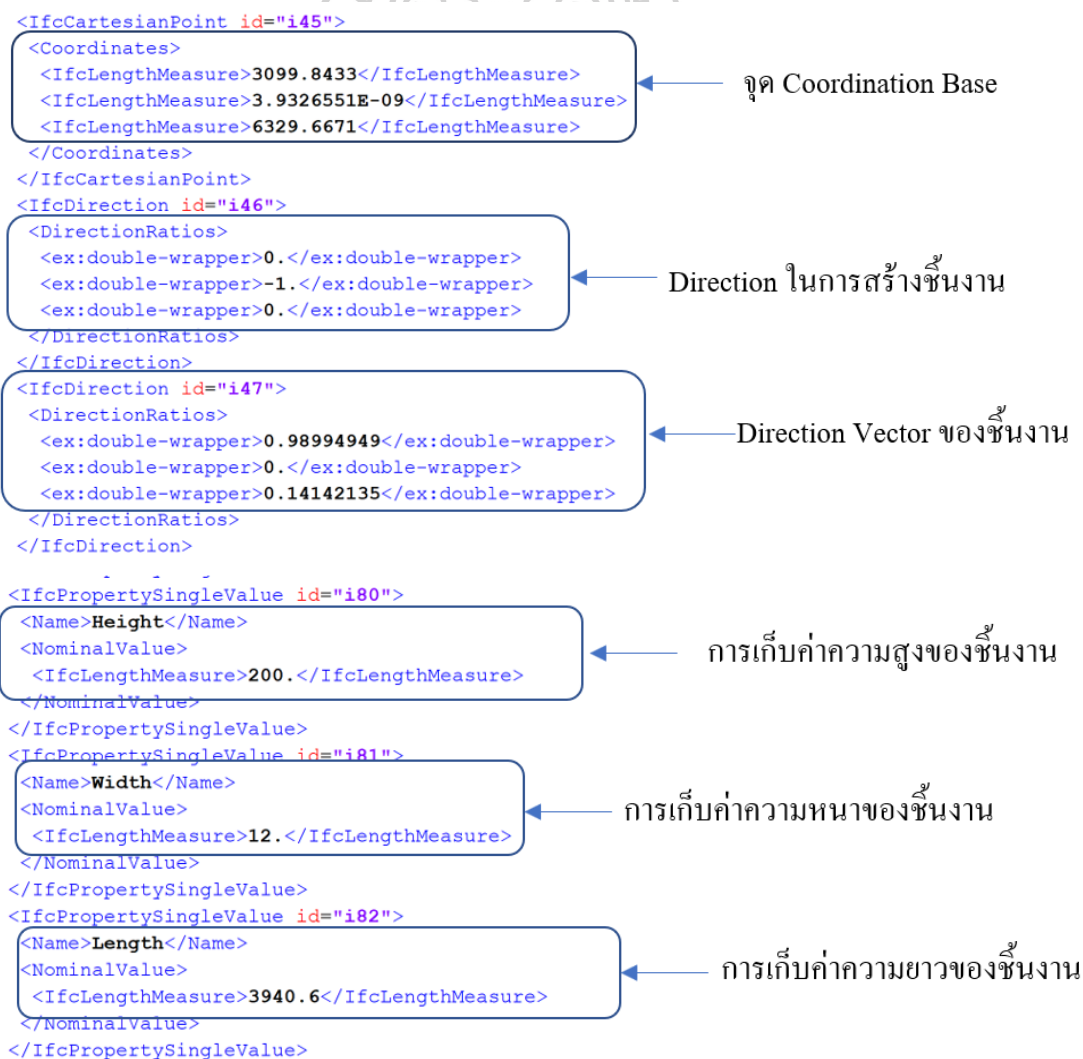 <IfcCartesianPoint id="i45">
<Coordinates>
<IfcLengthMeasure>3099.8433</IfcLengthMeasure>
<IfcLengthMeasure>3.9326551E-09</IfcLengthMeasure>
<IfcLengthMeasure>6329.6671</IfcLengthMeasure>
จุด Coordination Base
</Coordinates>
</IfcCartesianPoint>
<IfcDirection id="i46">
<DirectionRatios>
<ex:double-wrapper>0.</ex:double-wrapper>
<ex:double-wrapper>-1.</ex:double-wrapper>
<ex:double-wrapper>0.</ex:double-wrapper>
Direction ในการสร้างชิ้นงาน
</DirectionRatios>
</IfcDirection>
<IfcDirection id="i47">
<DirectionRatios>
<ex:double-wrapper>0.98994949</ex:double-wrapper>
<ex:double-wrapper>0.</ex:double-wrapper>
<ex:double-wrapper>0.14142135</ex:double-wrapper>
Direction Vector ของชิ้นงาน
</DirectionRatios>
</IfcDirection>
<IfcPropertySingleValue id="i80">
<Name>Height</Name>
<NominalValue>
<IfcLengthMeasure>200.</IfcLengthMeasure>
การเก็บค่าความสูงของชิ้นงาน
</NominalValue>
</IfcPropertySingleValue>
<IfcPropertySingleValue id="i81">
<Name>Width</Name>
<NominalValue>
<IfcLengthMeasure>12.</IfcLengthMeasure>
การเก็บค่าความหนาของชิ้นงาน
</NominalValue>
</IfcPropertySingleValue>
<IfcPropertySingleValue id="i82">
<Name>Length</Name>
<NominalValue>
<IfcLengthMeasure>3940.6</IfcLengthMeasure>
การเก็บค่าความยาวของชิ้นงาน
</NominalValue>
</IfcPropertySingleValue>